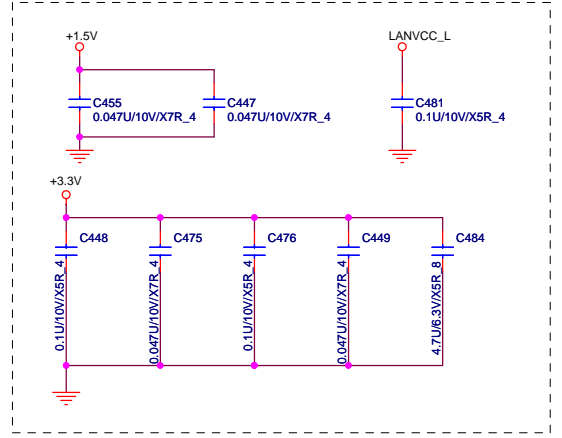 +1.5V
LANVCC_L
C455
0.047U/10V/X7R_4
C447
0.047U/10V/X7R_4
C481
0.1U/10V/X5R_4
+3.3V
C448
0.1U/10V/X5R_4
C475
0.047U/10V/X7R_4
C476
0.1U/10V/X5R_4
C449
0.047U/10V/X7R_4
C484
4.7U/6.3V/X5R_8